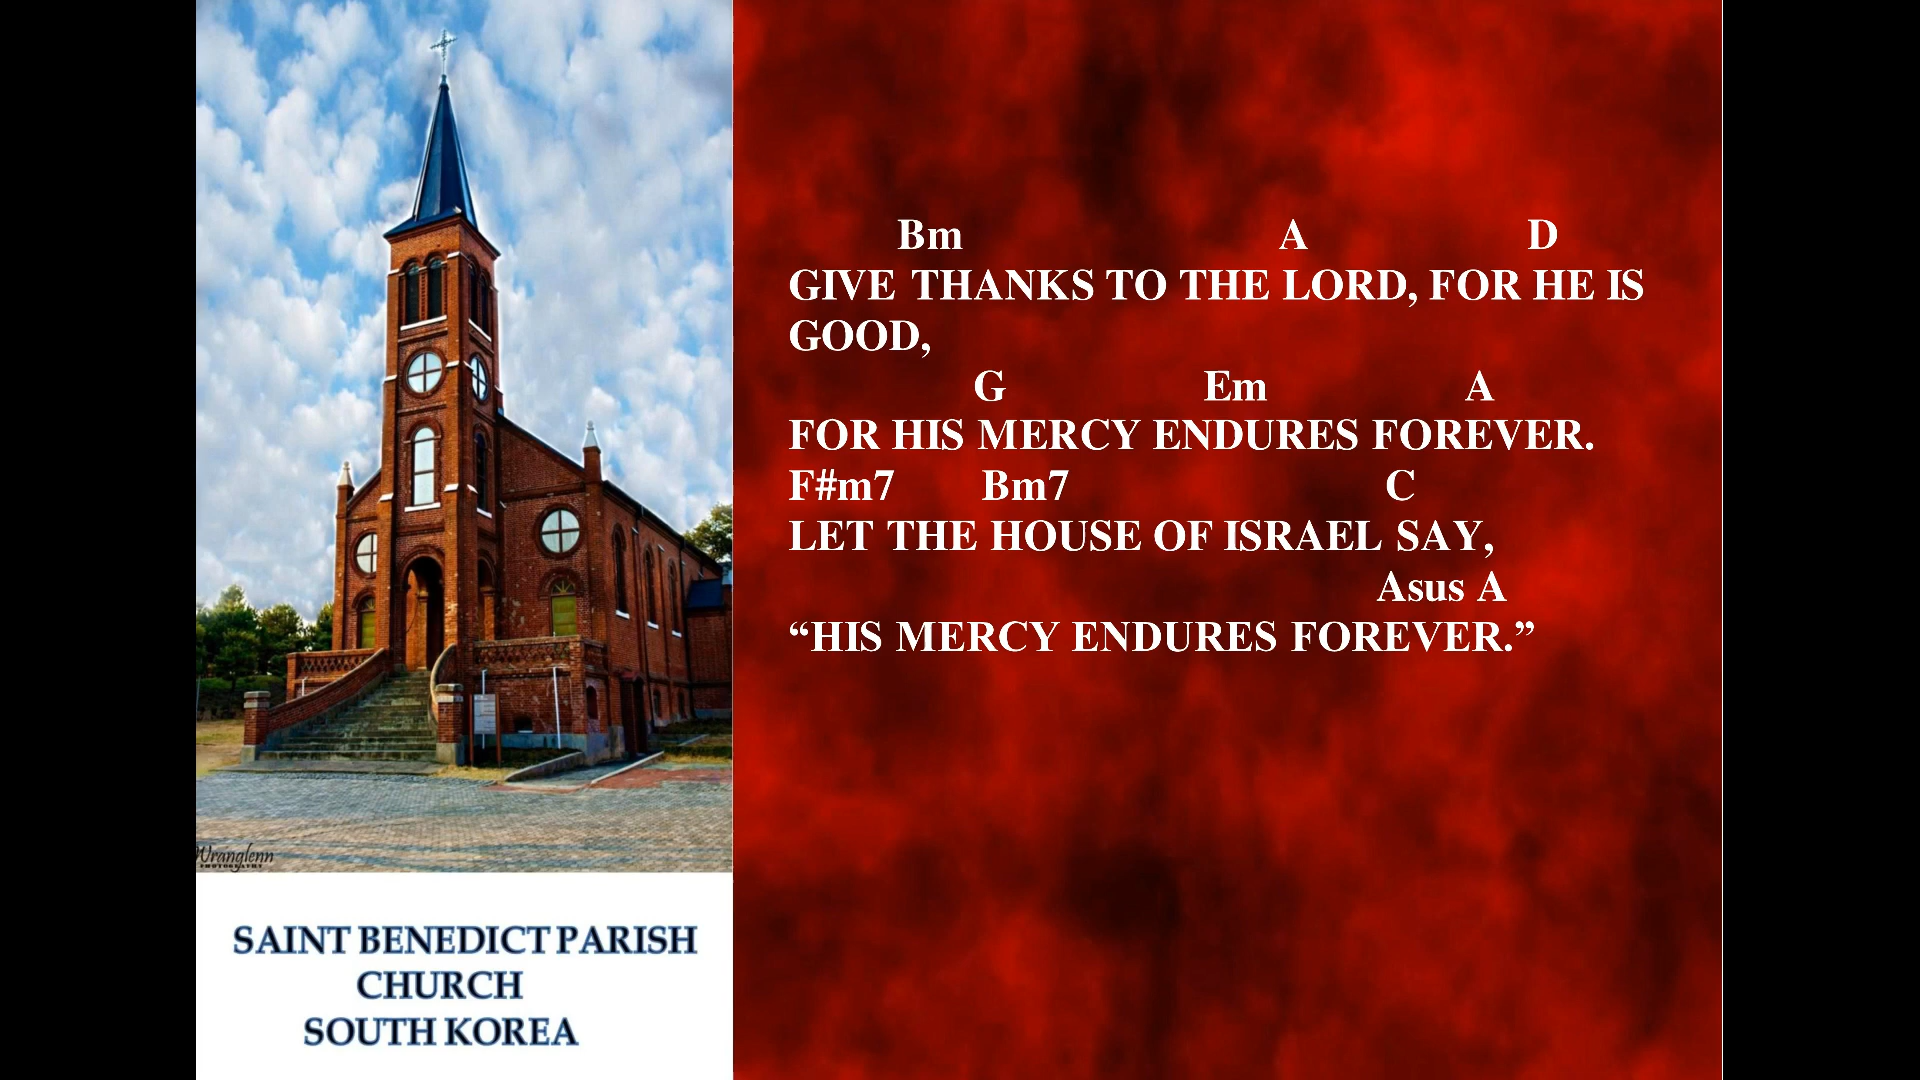 Wranglenn
PHOTOGRAPHY
SAINT BENEDICT PARISH
CHURCH
SOUTH KOREA
Bm A D
GIVE THANKS TO THE LORD, FOR HE IS
GOOD,
G Em A
FOR HIS MERCY ENDURES FOREVER.
F#m7 Bm7 C
LET THE HOUSE OF ISRAEL SAY,
Asus A
“HIS MERCY ENDURES FOREVER.”